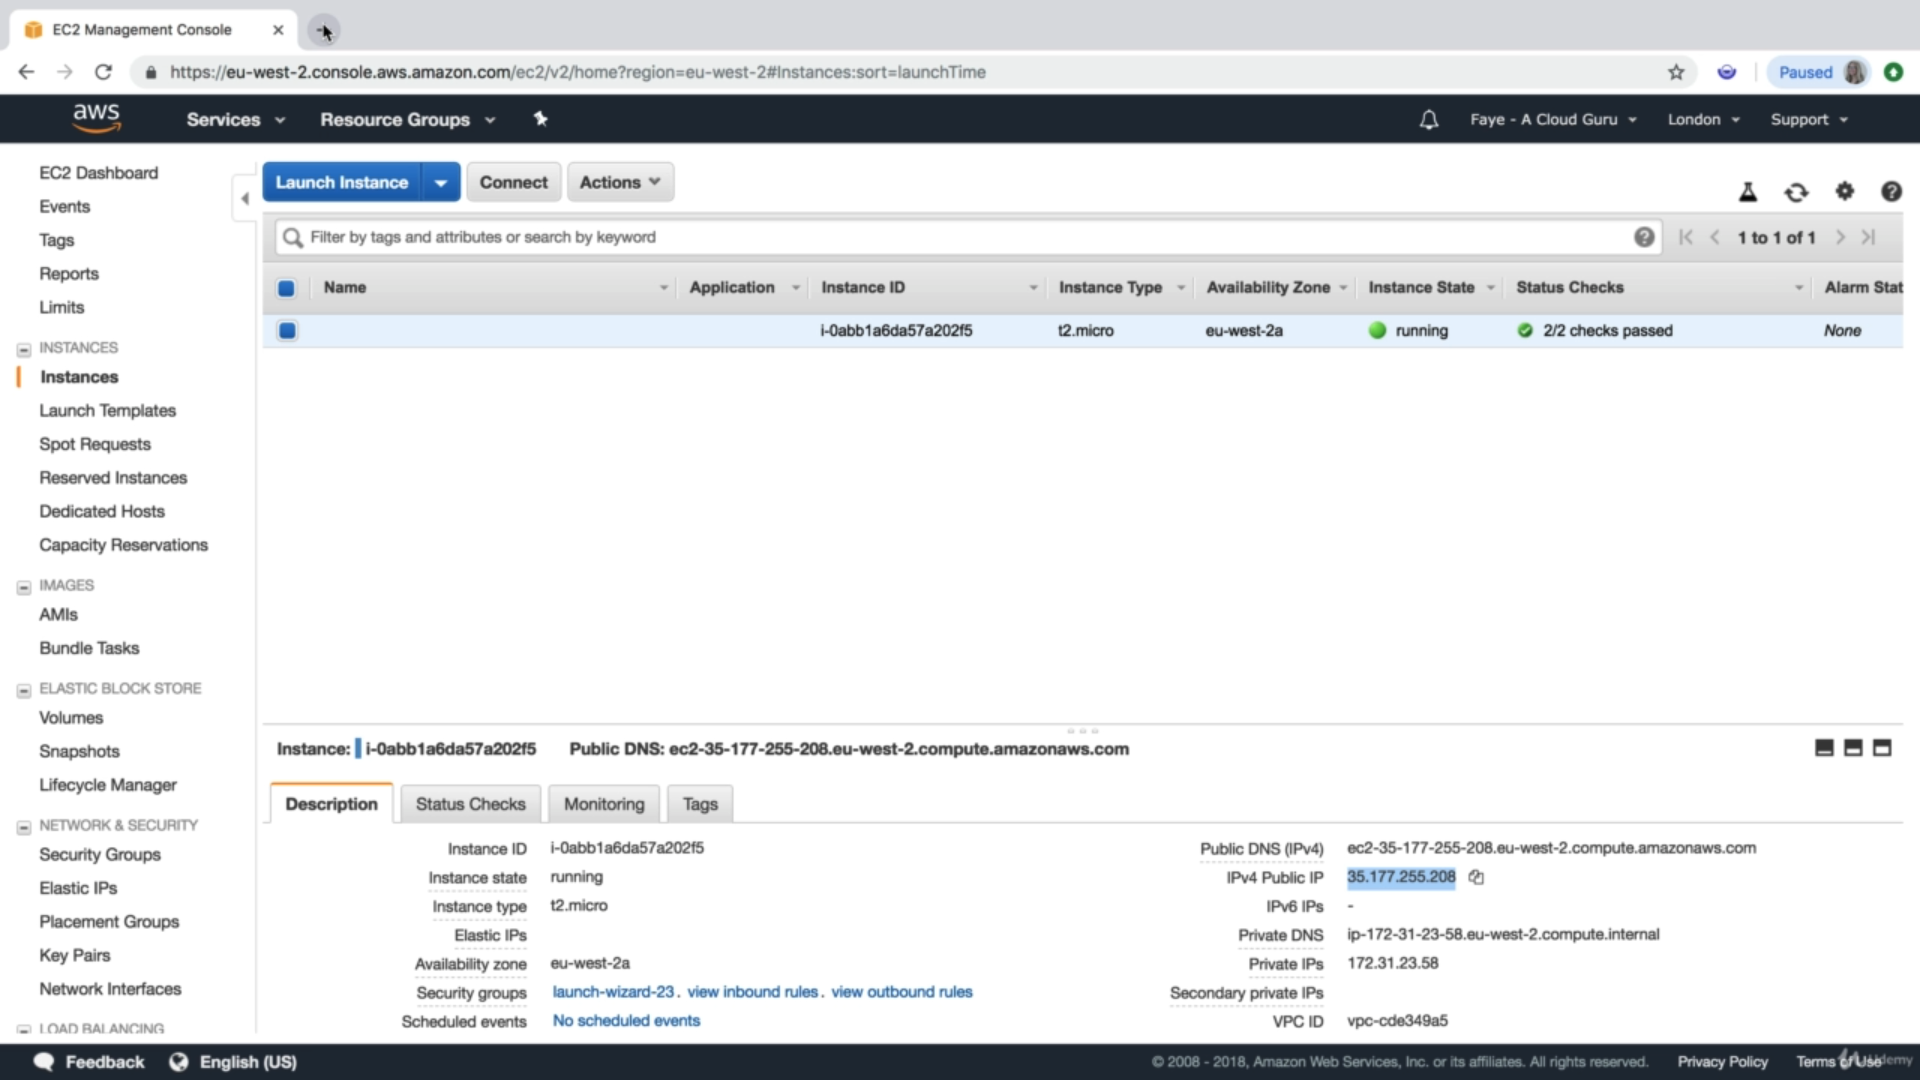 EC2 Management Console
https://eu-west-2.console.aws.amazon.com/ec2/v2/home?region=eu-west-2#Instances:sort=launchTime
Paused
aws
Services
Resource Groups
Faye - A Cloud Guru
London
Support
EC2 Dashboard
Events
Tags
Reports
Limits
INSTANCES
Instances
Launch Templates
Spot Requests
Reserved Instances
Dedicated Hosts
Capacity Reservations
IMAGES
AMIs
Bundle Tasks
ELASTIC BLOCK STORE
Volumes
Snapshots
Lifecycle Manager
NETWORK & SECURITY
Security Groups
Elastic IPs
Placement Groups
Key Pairs
Network Interfaces
LOAD BALANCING
Launch Instance
Connect
Actions
Filter by tags and attributes or search by keyword
1 to 1 of 1
Name Application Instance ID Instance Type Availability Zone Instance State Status Checks Alarm Stat
i-0abb1a6da57a202f5 t2.micro eu-west-2a running 2/2 checks passed None
Instance: i-0abb1a6da57a202f5 Public DNS: ec2-35-177-255-208.eu-west-2.compute.amazonaws.com
Description
Status Checks
Monitoring
Tags
Instance ID i-0abb1a6da57a202f5
Instance state running
Instance type t2.micro
Elastic IPs
Availability zone eu-west-2a
Security groups launch-wizard-23. view inbound rules. view outbound rules
Scheduled events No scheduled events
Public DNS (IPv4) ec2-35-177-255-208.eu-west-2.compute.amazonaws.com
IPv4 Public IP 35.177.255.208
IPv6 IPs -
Private DNS ip-172-31-23-58.eu-west-2.compute.internal
Private IPs 172.31.23.58
Secondary private IPs
VPC ID vpc-cde349a5
Feedback
English (US)
© 2008 - 2018, Amazon Web Services, Inc. or its affiliates. All rights reserved.
Privacy Policy
Terms of Use